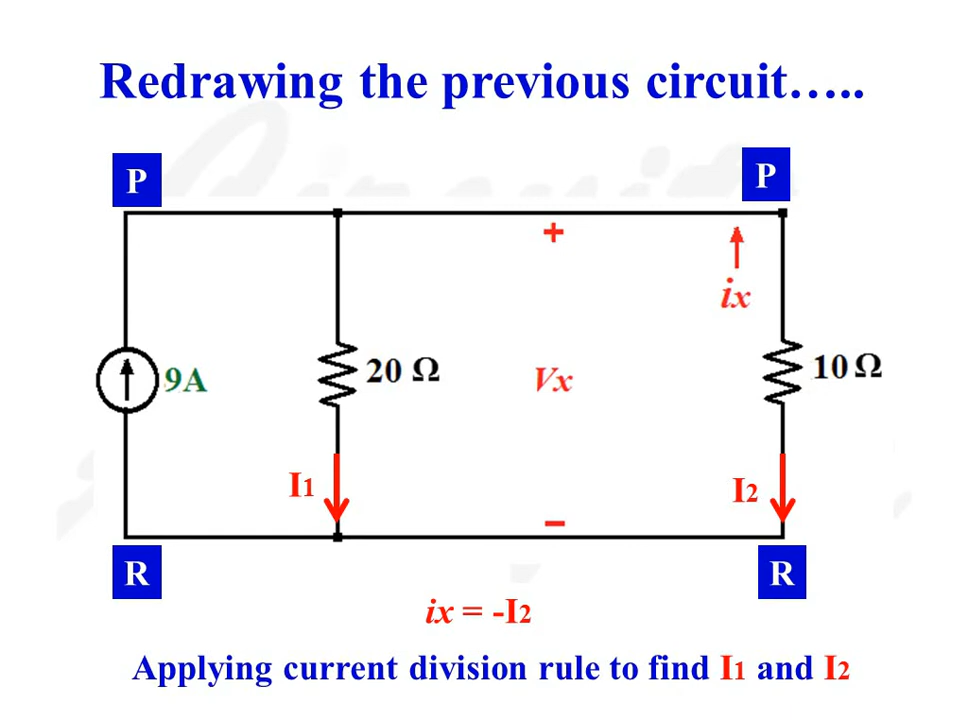 Redrawing the previous circuit…..
P
P
+
ix
20 Ω
10 Ω
9A
Vx
I1
I2
−
R
R
ix = -I2
Applying current division rule to find I1 and I2